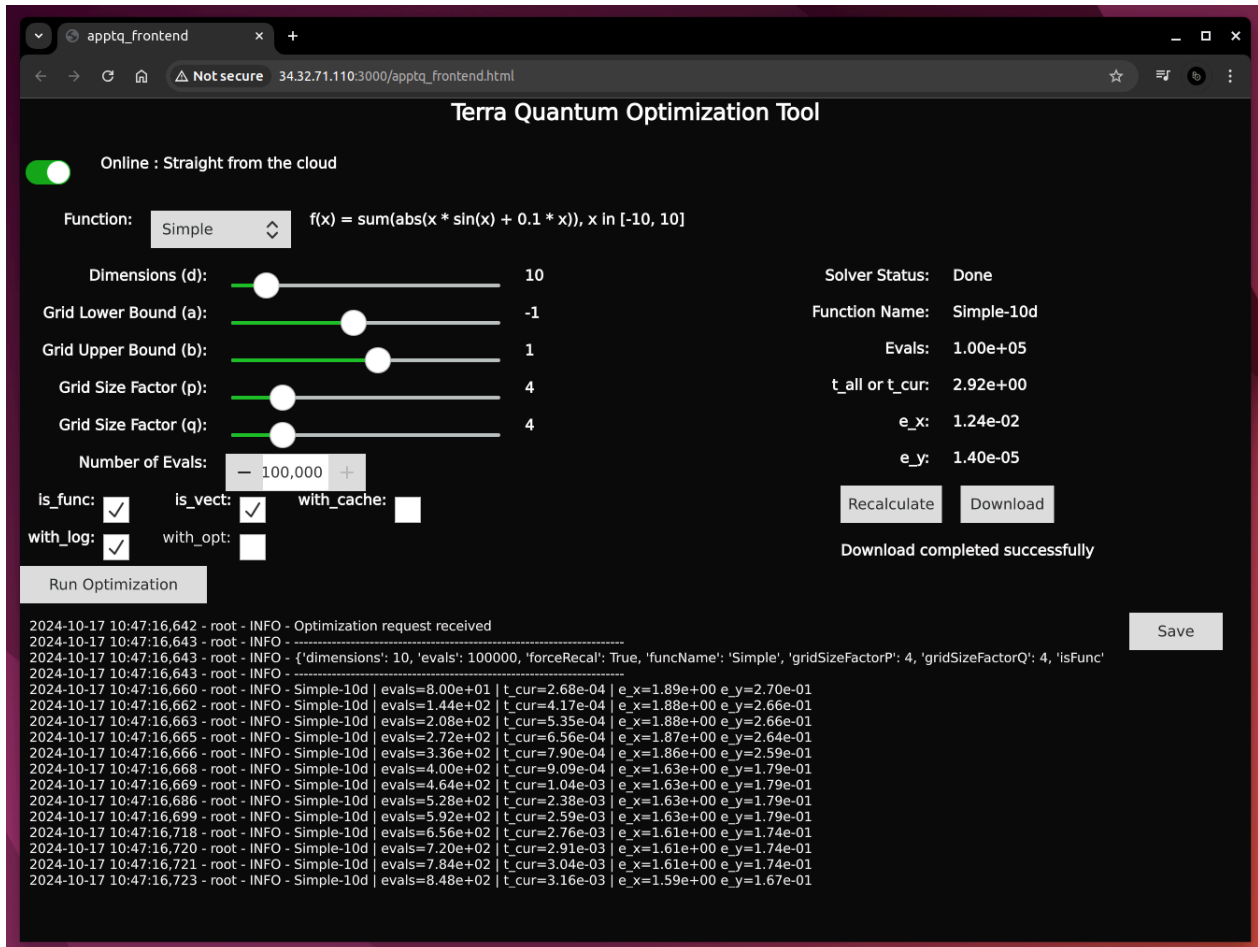 apptq_frontend
Not secure 34.32.71.110:3000/apptq_frontend.html
Terra Quantum Optimization Tool
Online : Straight from the cloud
Function: Simple f(x) = sum(abs(x * sin(x) + 0.1 * x)), x in [-10, 10]
Dimensions (d): 10 Solver Status: Done
Grid Lower Bound (a): -1 Function Name: Simple-10d
Grid Upper Bound (b): 1 Evals: 1.00e+05
Grid Size Factor (p): 4 t_all or t_cur: 2.92e+00
Grid Size Factor (q): 4 e_x: 1.24e-02
Number of Evals: − 100,000 + e_y: 1.40e-05
is_func: is_vect: with_cache: Recalculate Download
with_log: with_opt: Download completed successfully
Run Optimization
Save
2024-10-17 10:47:16,642 - root - INFO - Optimization request received
2024-10-17 10:47:16,643 - root - INFO - ----------------------------------------------------------------------
2024-10-17 10:47:16,643 - root - INFO - {'dimensions': 10, 'evals': 100000, 'forceRecal': True, 'funcName': 'Simple', 'gridSizeFactorP': 4, 'gridSizeFactorQ': 4, 'isFunc'
2024-10-17 10:47:16,643 - root - INFO - ----------------------------------------------------------------------
2024-10-17 10:47:16,660 - root - INFO - Simple-10d | evals=8.00e+01 | t_cur=2.68e-04 | e_x=1.89e+00 e_y=2.70e-01
2024-10-17 10:47:16,662 - root - INFO - Simple-10d | evals=1.44e+02 | t_cur=4.17e-04 | e_x=1.88e+00 e_y=2.66e-01
2024-10-17 10:47:16,663 - root - INFO - Simple-10d | evals=2.08e+02 | t_cur=5.35e-04 | e_x=1.88e+00 e_y=2.66e-01
2024-10-17 10:47:16,665 - root - INFO - Simple-10d | evals=2.72e+02 | t_cur=6.56e-04 | e_x=1.87e+00 e_y=2.64e-01
2024-10-17 10:47:16,666 - root - INFO - Simple-10d | evals=3.36e+02 | t_cur=7.90e-04 | e_x=1.86e+00 e_y=2.59e-01
2024-10-17 10:47:16,668 - root - INFO - Simple-10d | evals=4.00e+02 | t_cur=9.09e-04 | e_x=1.63e+00 e_y=1.79e-01
2024-10-17 10:47:16,669 - root - INFO - Simple-10d | evals=4.64e+02 | t_cur=1.04e-03 | e_x=1.63e+00 e_y=1.79e-01
2024-10-17 10:47:16,686 - root - INFO - Simple-10d | evals=5.28e+02 | t_cur=2.38e-03 | e_x=1.63e+00 e_y=1.79e-01
2024-10-17 10:47:16,699 - root - INFO - Simple-10d | evals=5.92e+02 | t_cur=2.59e-03 | e_x=1.63e+00 e_y=1.79e-01
2024-10-17 10:47:16,718 - root - INFO - Simple-10d | evals=6.56e+02 | t_cur=2.76e-03 | e_x=1.61e+00 e_y=1.74e-01
2024-10-17 10:47:16,720 - root - INFO - Simple-10d | evals=7.20e+02 | t_cur=2.91e-03 | e_x=1.61e+00 e_y=1.74e-01
2024-10-17 10:47:16,721 - root - INFO - Simple-10d | evals=7.84e+02 | t_cur=3.04e-03 | e_x=1.61e+00 e_y=1.74e-01
2024-10-17 10:47:16,723 - root - INFO - Simple-10d | evals=8.48e+02 | t_cur=3.16e-03 | e_x=1.59e+00 e_y=1.67e-01